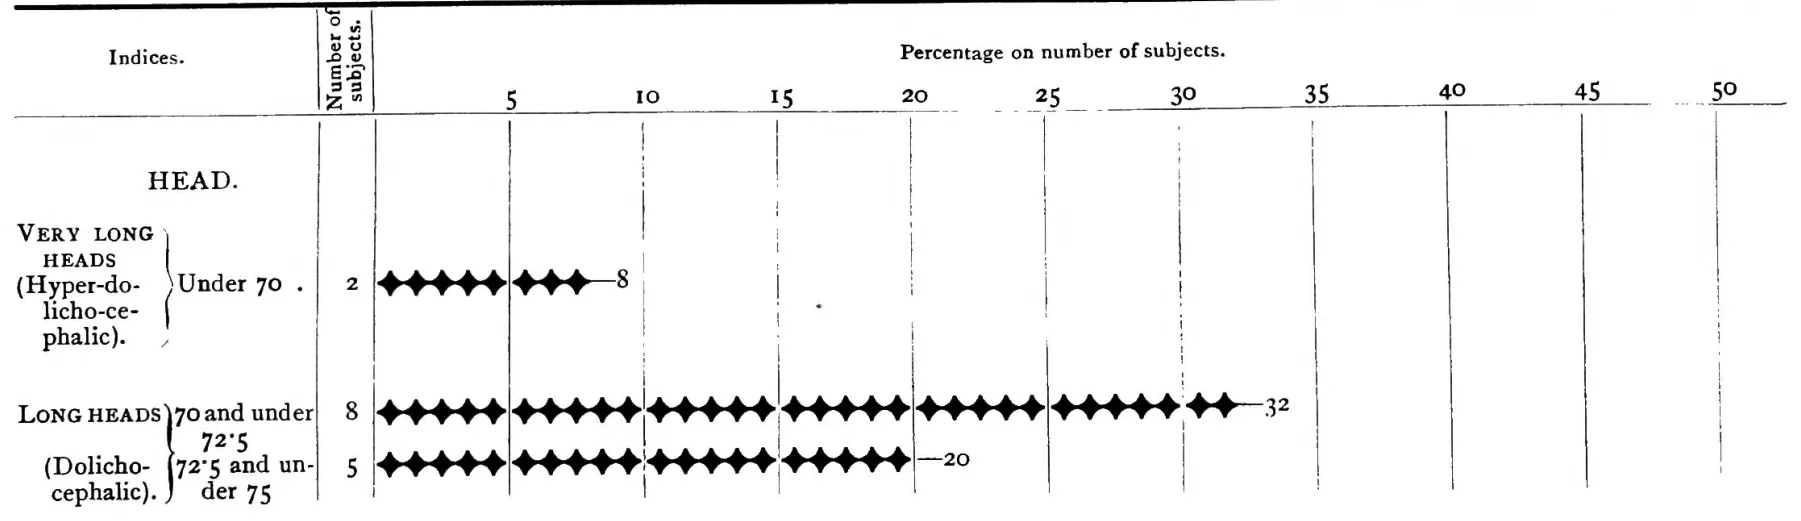 Indices.
Number of subjects.
Percentage on number of subjects.
5 10 15 20 25 30 35 40 45 50
HEAD.
VERY LONG
HEADS
(Hyper-do-
licho-ce-
phalic).
Under 70 .
2
8
LONG HEADS
(Dolicho-
cephalic).
70 and under
72·5
8
32
72·5 and un-
der 75
5
20